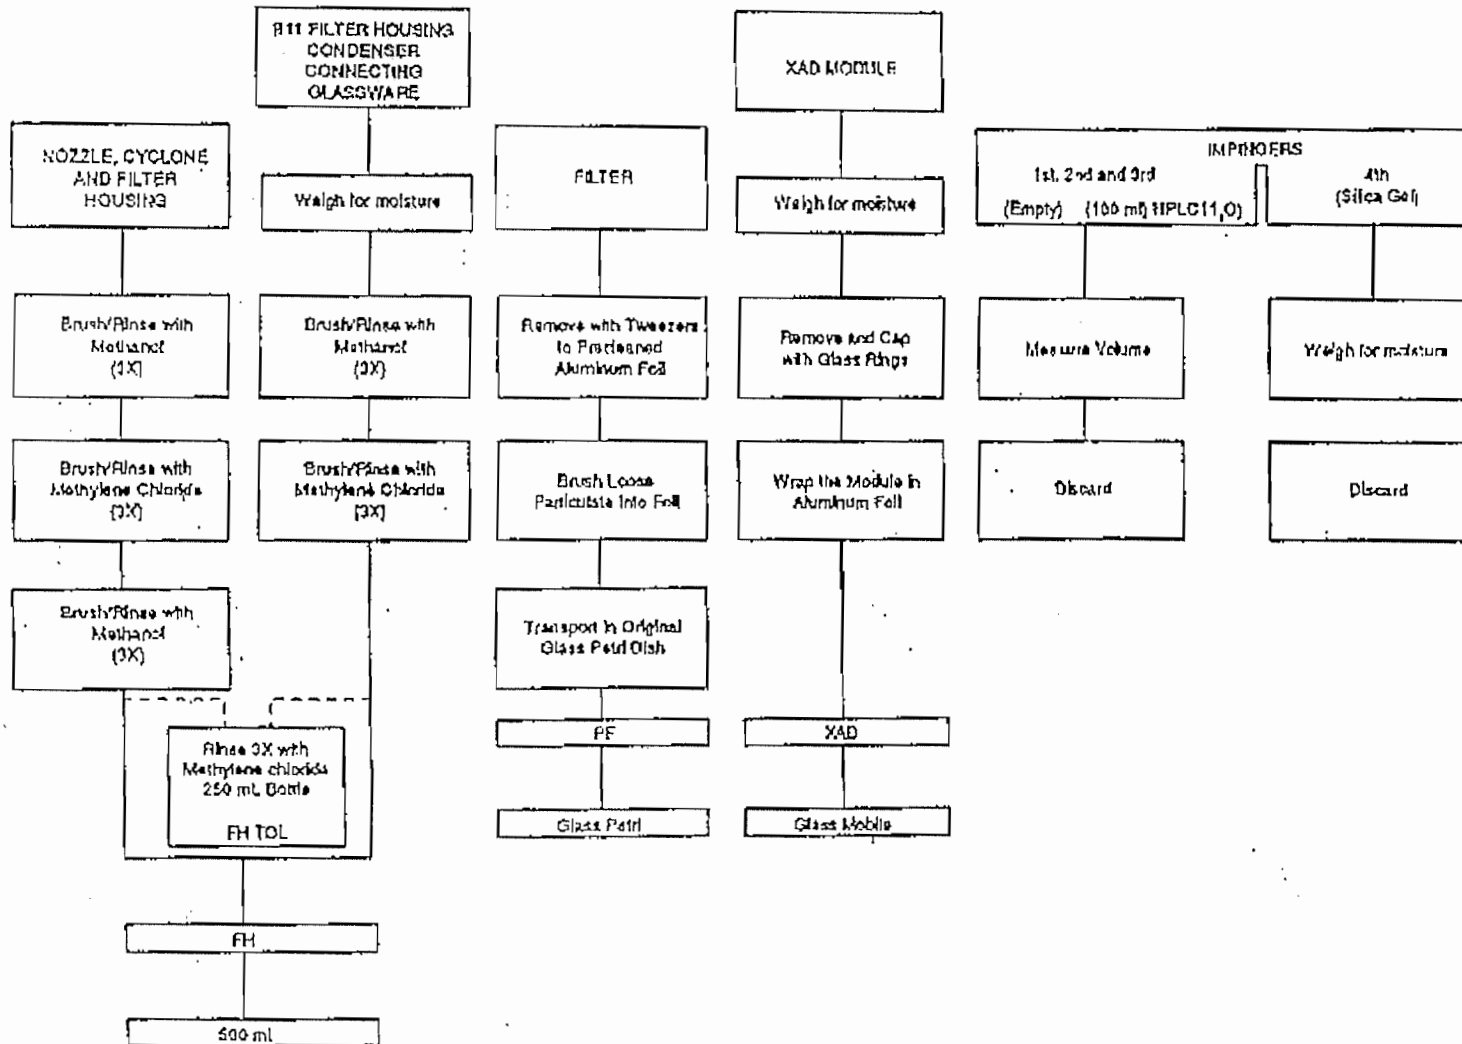 FILTER HOUSING
CONDENSER
CONNECTING
GLASSWARE
Weigh for moisture
Brush/Rinse with
Methanol
(3X)
Brush/Rinse with
Methylene Chloride
(3X)
NOZZLE, CYCLONE
AND FILTER
HOUSING
Brush/Rinse with
Methanol
(3X)
Brush/Rinse with
Methylene Chloride
(3X)
Brush/Rinse with
Methanol
(3X)
Rinse 3X with
Methylene chloride
250 mL Bottle
FH TOL
FH
500 mL
FILTER
Remove with Tweezers
to Precleaned
Aluminum Foil
Brush Loose
Particulate Into Foil
Transport in Original
Glass Petri Dish
PF
Glass Petri
XAD MODULE
Weigh for moisture
Remove and Cap
with Glass Rings
Wrap the Module in
Aluminum Foil
XAD
Glass Mobile
IMPINGERS
1st, 2nd and 3rd
(Empty) (100 ml) HPLC H2O)
Measure Volume
Discard
4th
(Silica Gel)
Weigh for moisture
Discard